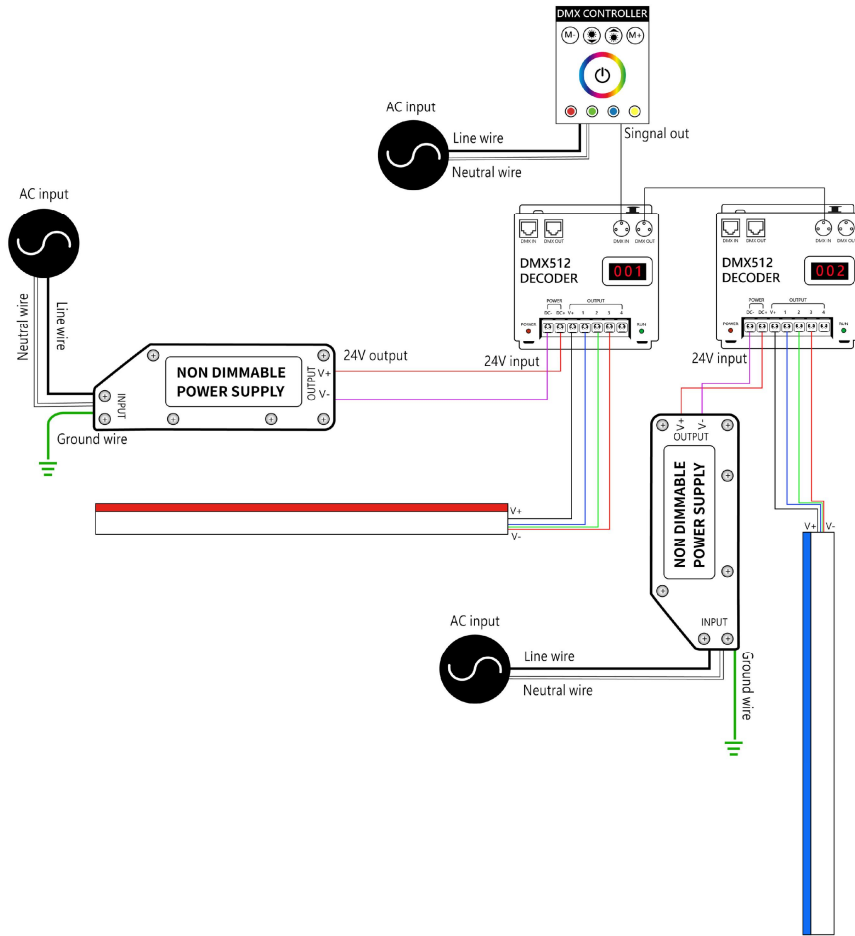 DMX CONTROLLER
M-
M+
AC input
Line wire
Neutral wire
Singnal out
AC input
Neutral wire
Line wire
DMX IN
DMX OUT
DMX IN
DMX OUT
DMX512
DECODER
001
POWER
OUTPUT
DC-
DC+
V+
1
2
3
4
POWER
RUN
DMX IN
DMX OUT
DMX IN
DMX OU
DMX512
DECODER
002
POWER
OUTPUT
DC-
DC+
V+
1
2
3
4
POWER
RUN
24V output
24V input
24V input
NON DIMMABLE
POWER SUPPLY
INPUT
OUTPUT
V+
V-
Ground wire
V+
V-
OUTPUT
NON DIMMABLE
POWER SUPPLY
INPUT
V+
V-
V+
V-
AC input
Line wire
Neutral wire
Ground wire